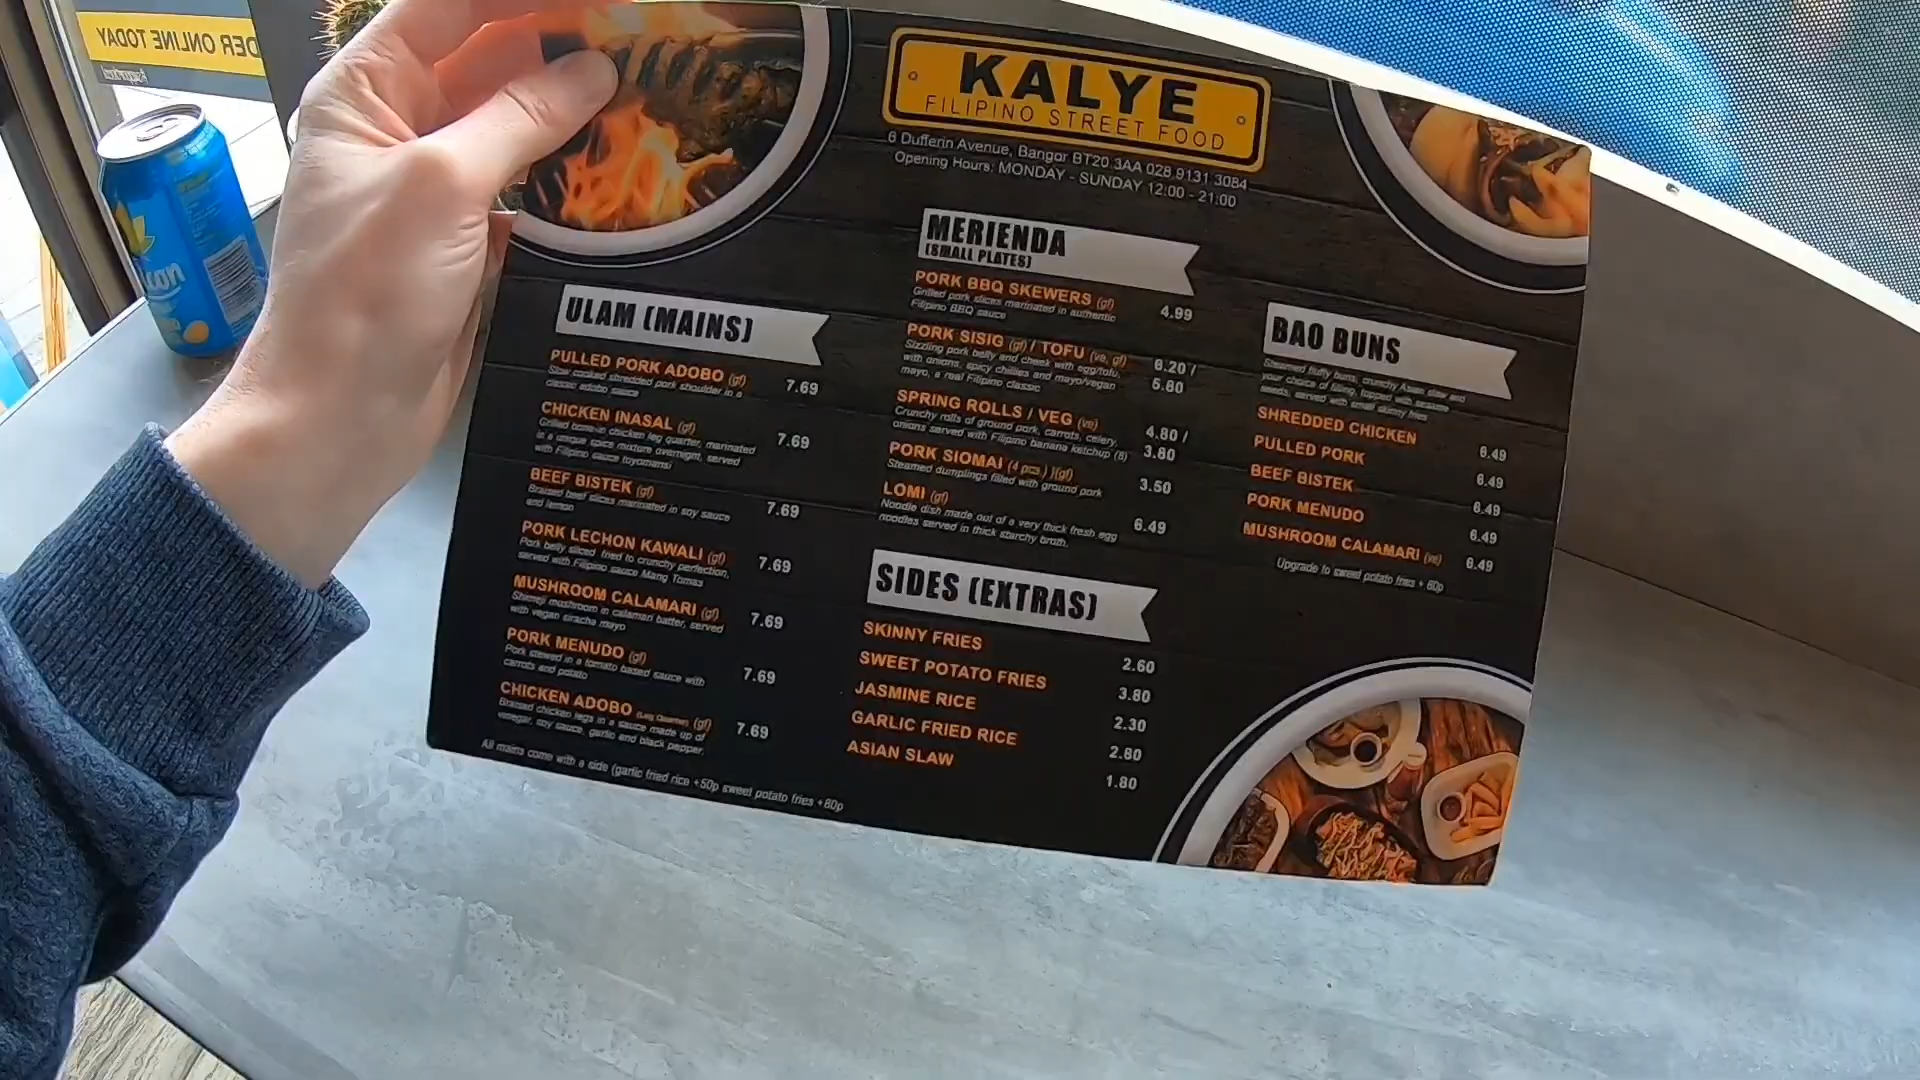 DER ONLINE TODAY
KALYE
FILIPINO STREET FOOD
6 Dufferin Avenue, Bangor BT20 3AA 028 9131 3084
Opening Hours: MONDAY - SUNDAY 12:00 - 21:00
ULAM (MAINS)
PULLED PORK ADOBO (gf) 7.69
Slow cooked shredded pork shoulder in a
classic adobo sauce
CHICKEN INASAL (gf) 7.69
Grilled bone-in chicken leg quarter, marinated
in a unique spice mixture overnight, served
with Filipino sauce toyomansi
BEEF BISTEK (gf) 7.69
Braised beef slices marinated in soy sauce
and lemon
PORK LECHON KAWALI (gf) 7.69
Pork belly sliced fried to crunchy perfection,
served with Filipino sauce Mang Tomas
MUSHROOM CALAMARI (gf) 7.69
Shimeji mushroom in calamari batter, served
with vegan siracha mayo
PORK MENUDO (gf) 7.69
Pork stewed in a tomato based sauce with
carrots and potato
CHICKEN ADOBO (Leg Quarter) (gf) 7.69
Braised chicken legs in a sauce made up of
vinegar, soy sauce, garlic and black pepper,
All mains come with a side (garlic fried rice +50p sweet potato fries +80p
MERIENDA
(SMALL PLATES)
PORK BBQ SKEWERS (gf) 4.99
Grilled pork slices marinated in authentic
Filipino BBQ sauce
PORK SISIG (gf) / TOFU (ve, gf) 6.20 /
Sizzling pork belly and cheek with egg/tofu,
with onions, spicy chillies and mayo/vegan 5.80
mayo, a real Filipino classic
SPRING ROLLS / VEG (ve) 4.80 /
Crunchy rolls of ground pork, carrots, celery,
onions served with Filipino banana ketchup (8) 3.80
PORK SIOMAI (4 pcs.) )(gf) 3.50
Steamed dumplings filled with ground pork
LOMI (gf) 6.49
Noodle dish made out of a very thick fresh egg
noodles served in thick starchy broth.
SIDES (EXTRAS)
SKINNY FRIES 2.60
SWEET POTATO FRIES 3.80
JASMINE RICE 2.30
GARLIC FRIED RICE 2.80
ASIAN SLAW 1.80
BAO BUNS
Steamed fluffy buns, crunchy Asian slaw and
your choice of filling, topped with sesame
seeds, served with small skinny fries
SHREDDED CHICKEN 6.49
PULLED PORK 6.49
BEEF BISTEK 6.49
PORK MENUDO 6.49
MUSHROOM CALAMARI (ve) 6.49
Upgrade to sweet potato fries + 80p